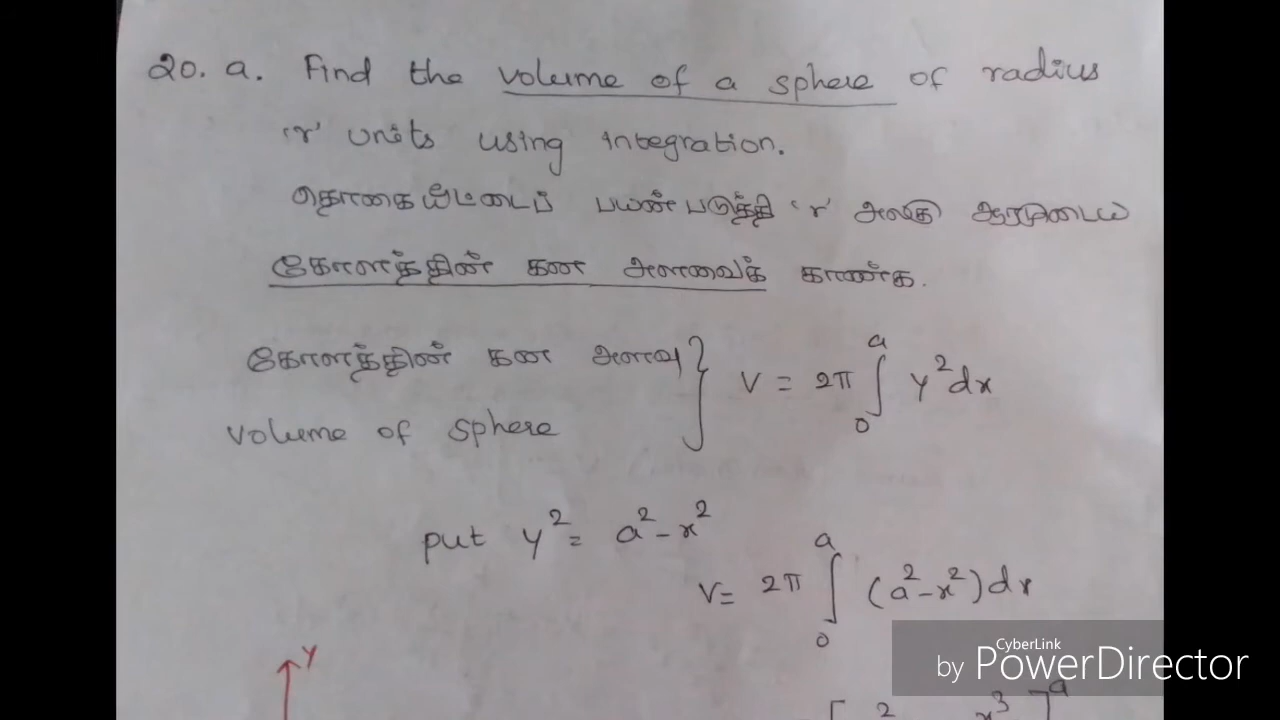 20. a. Find the volume of a sphere of radius
'r' units using integration.
தொகையீட்டைப் பயன்படுத்தி 'r' அலகு ஆரமுடைய
கோளத்தின் கன அளவைக் காண்க.
கோளத்தின் கன அளவு } V = 2π ∫₀ᵃ y² dx
volume of sphere
put y² = a² - x²
V = 2π ∫₀ᵃ (a² - x²) dx
Y
CyberLink
by PowerDirector